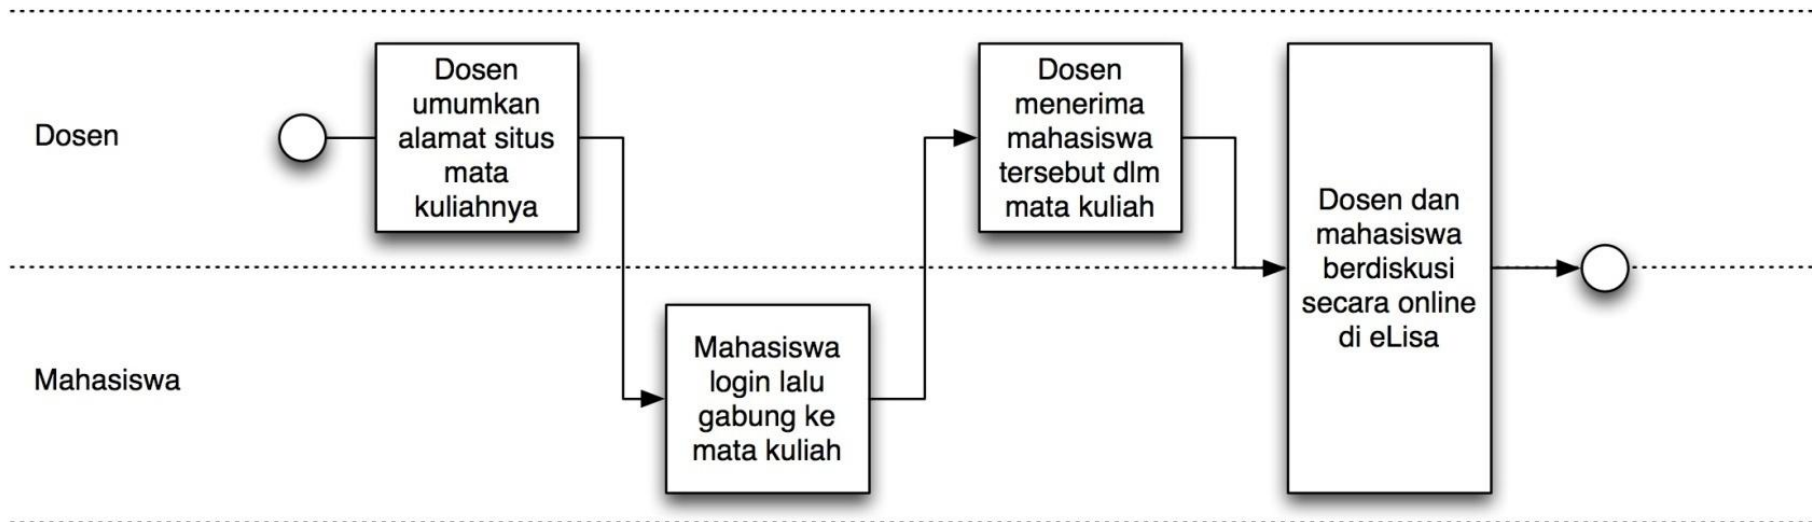 Dosen
Dosen
umumkan
alamat situs
mata
kuliahnya
Dosen
menerima
mahasiswa
tersebut dlm
mata kuliah
Dosen dan
mahasiswa
berdiskusi
secara online
di eLisa
Mahasiswa
Mahasiswa
login lalu
gabung ke
mata kuliah